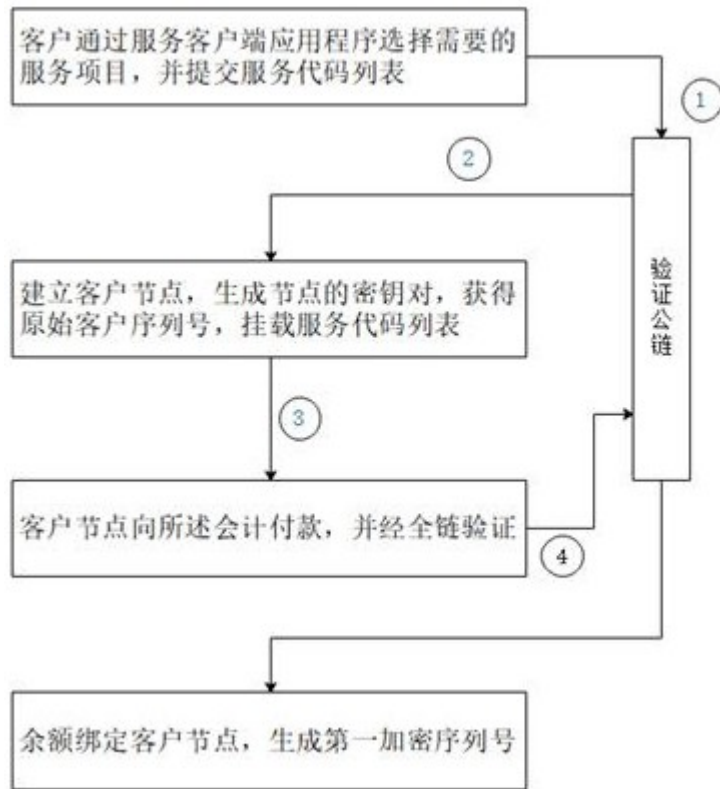 客户通过服务客户端应用程序选择需要的
服务项目，并提交服务代码列表
1
2
验证公链
建立客户节点，生成节点的密钥对，获得
原始客户序列号，挂载服务代码列表
3
客户节点向所述会计付款，并经全链验证
4
余额绑定客户节点，生成第一加密序列号